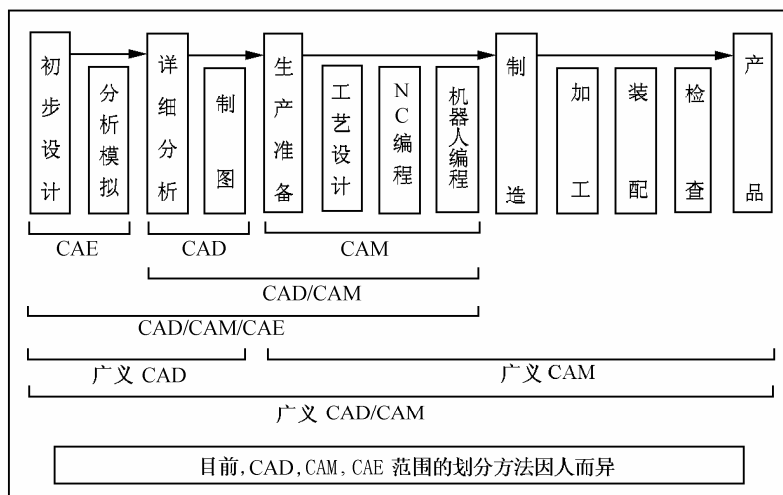 初步设计
分析模拟
详细分析
制图
生产准备
工艺设计
NC编程
机器人编程
制造
加工
装配
检查
产品
CAE
CAD
CAM
CAD/CAM
CAD/CAM/CAE
广义 CAD
广义 CAM
广义 CAD/CAM
目前,CAD,CAM,CAE 范围的划分方法因人而异